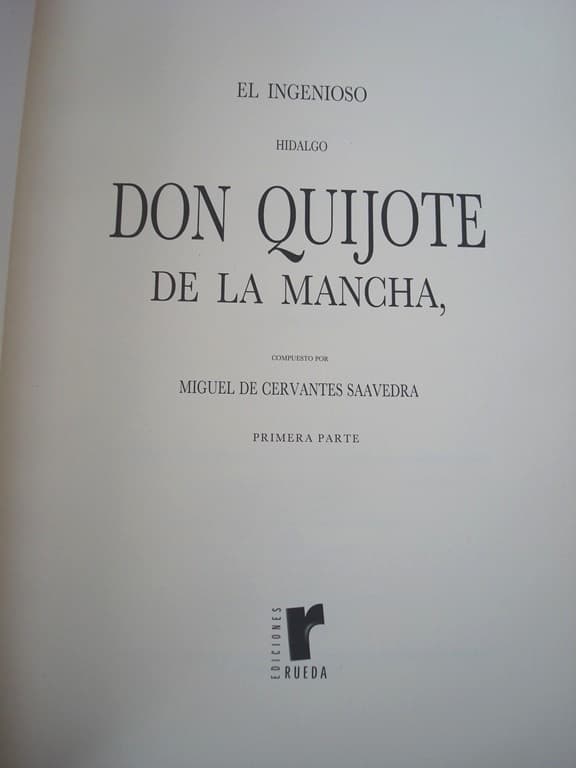 EL INGENIOSO
HIDALGO
DON QUIJOTE
DE LA MANCHA,
COMPUESTO POR
MIGUEL DE CERVANTES SAAVEDRA
PRIMERA PARTE
EDICIONES
r
RUEDA